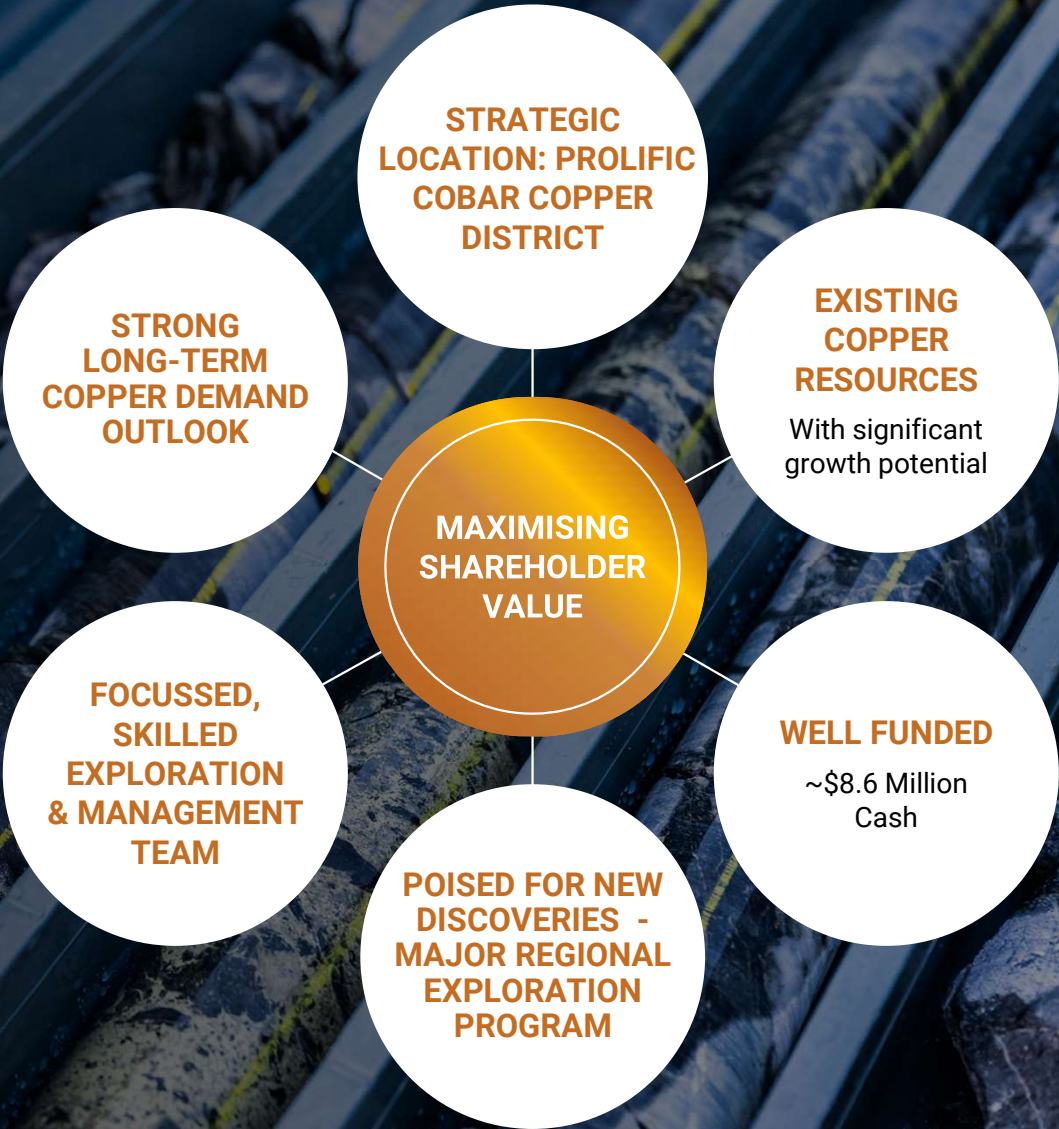 STRATEGIC
LOCATION: PROLIFIC
COBAR COPPER
DISTRICT
EXISTING
COPPER
RESOURCES
With significant
growth potential
WELL FUNDED
~$8.6 Million
Cash
POISED FOR NEW
DISCOVERIES  -
MAJOR REGIONAL
EXPLORATION
PROGRAM
FOCUSSED,
SKILLED
EXPLORATION
& MANAGEMENT
TEAM
STRONG
LONG-TERM
COPPER DEMAND
OUTLOOK
MAXIMISING
SHAREHOLDER
VALUE